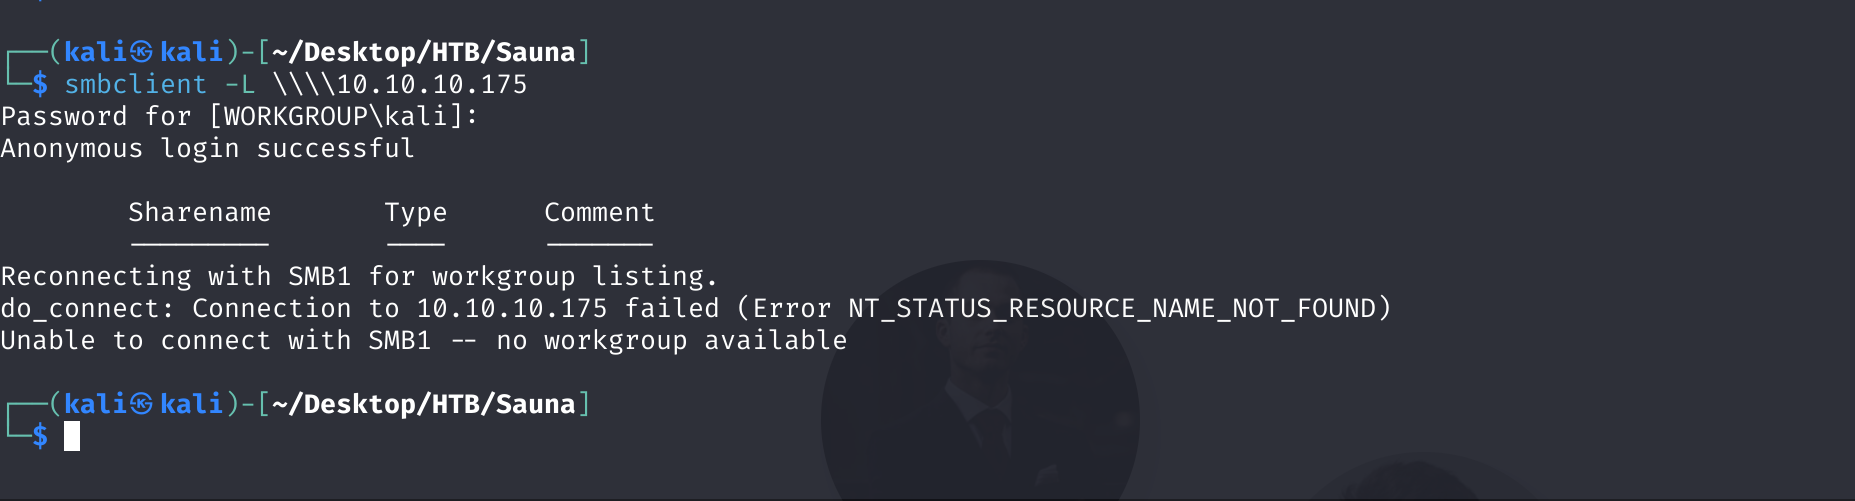 ┌──(kali㉿kali)-[~/Desktop/HTB/Sauna]
└─$ smbclient -L \\\\10.10.10.175
Password for [WORKGROUP\kali]:
Anonymous login successful
Sharename Type Comment
--------- ---- -------
Reconnecting with SMB1 for workgroup listing.
do_connect: Connection to 10.10.10.175 failed (Error NT_STATUS_RESOURCE_NAME_NOT_FOUND)
Unable to connect with SMB1 -- no workgroup available
┌──(kali㉿kali)-[~/Desktop/HTB/Sauna]
└─$